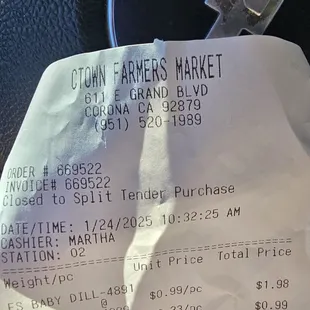 CTOWN FARMERS MARKET
611 E GRAND BLVD
CORONA CA 92879
(951) 520-1989
ORDER # 669522
INVOICE# 669522
Closed to Split Tender Purchase
DATE/TIME: 1/24/2025 10:32:25 AM
CASHIER: MARTHA
STATION: 02
Weight/pc Unit Price Total Price
ES BABY DILL-4891 $0.99/pc $1.98
@ /pc $0.99